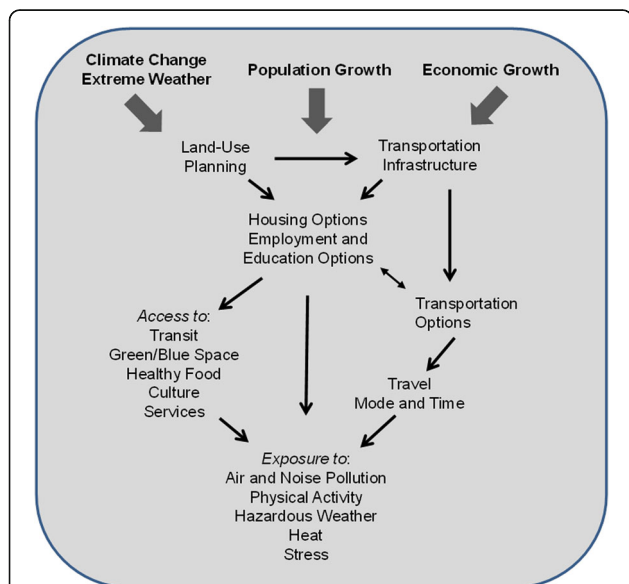 Climate Change
Extreme Weather
Population Growth
Economic Growth
Land-Use
Planning
Transportation
Infrastructure
Housing Options
Employment and
Education Options
Access to:
Transit
Green/Blue Space
Healthy Food
Culture
Services
Transportation
Options
Travel
Mode and Time
Exposure to:
Air and Noise Pollution
Physical Activity
Hazardous Weather
Heat
Stress